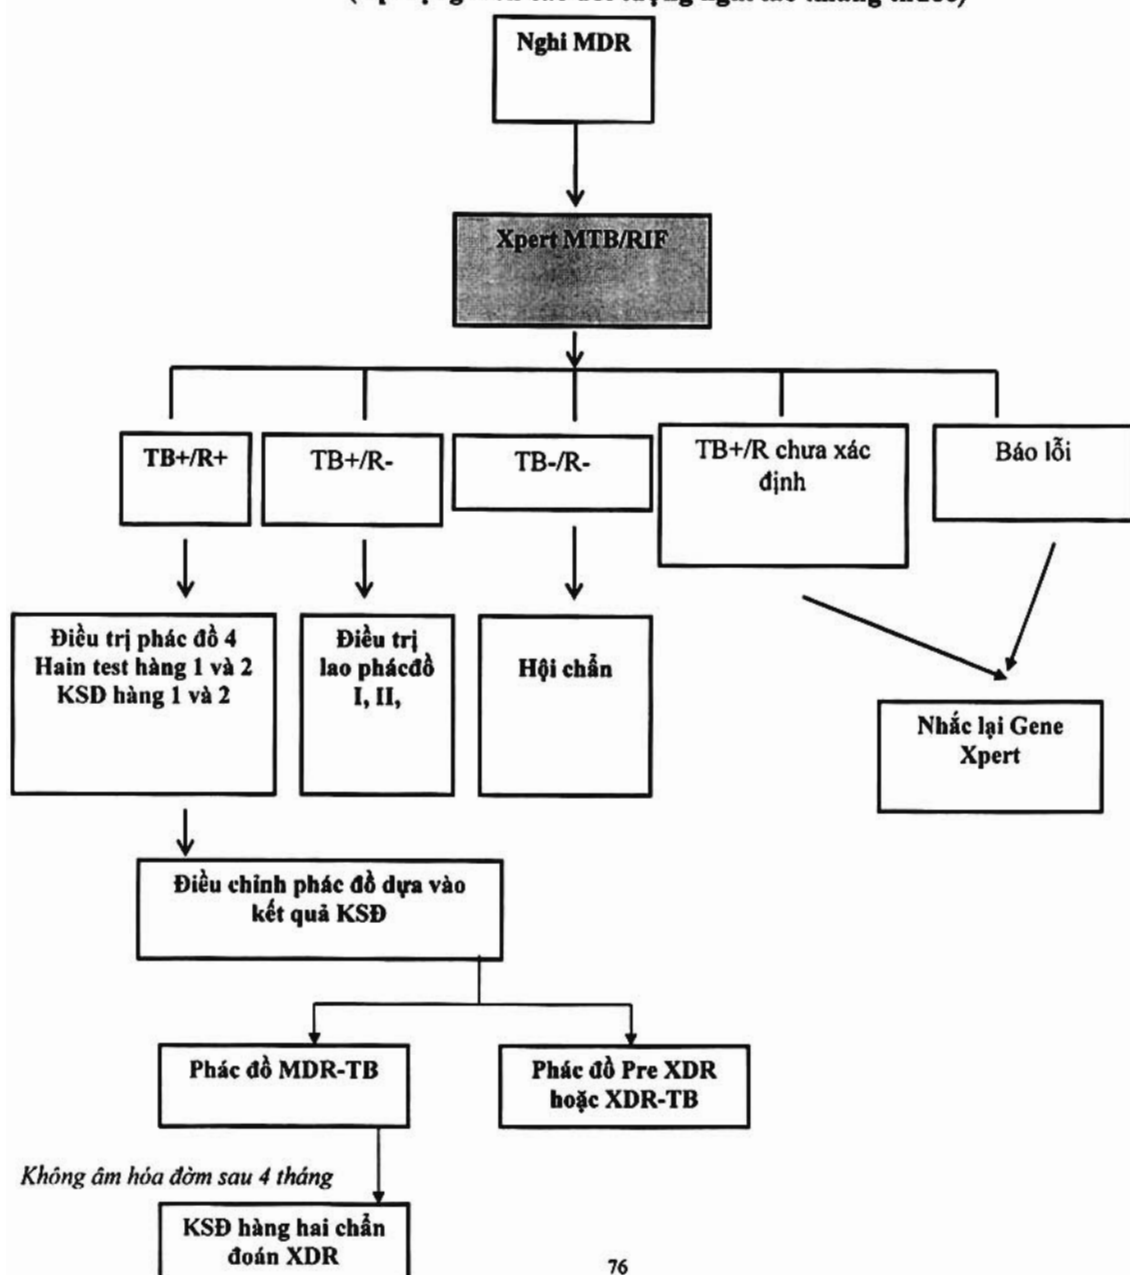 Nghi MDR
Xpert MTB/RIF
TB+/R+
TB+/R-
TB-/R-
TB+/R chưa xác
định
Báo lỗi
Điều trị phác đồ 4
Hain test hàng 1 và 2
KSD hàng 1 và 2
Điều trị
lao phácđồ
I, II,
Hội chẩn
Nhắc lại Gene
Xpert
Điều chỉnh phác đồ dựa vào
kết quả KSĐ
Phác đồ MDR-TB
Phác đồ Pre XDR
hoặc XDR-TB
Không âm hóa đờm sau 4 tháng
KSĐ hàng hai chẩn
đoán XDR
76